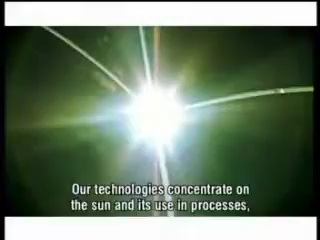 Our technologies concentrate on
the sun and its use in processes,